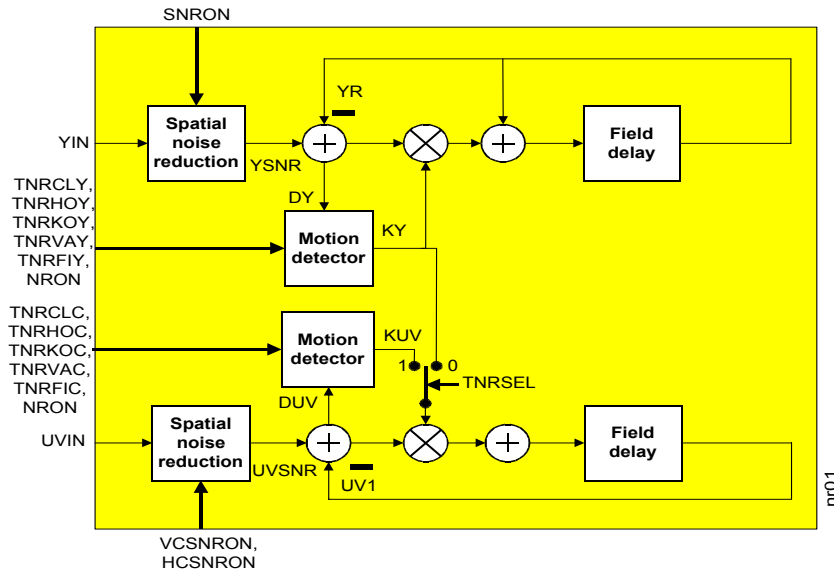 SNRON
YR
Spatial
noise
reduction
Field
delay
YIN
YSNR
TNRCLY,
TNRHOY,
TNRKOY,
TNRVAY,
TNRFIY,
NRON
DY
KY
Motion
detector
TNRCLC,
TNRHOC,
TNRKOC,
TNRVAC,
TNRFIC,
NRON
Motion
detector
KUV
1
0
TNRSEL
DUV
UVIN
Spatial
noise
reduction
Field
delay
UVSNR
UV1
nr01
VCSNRON,
HCSNRON